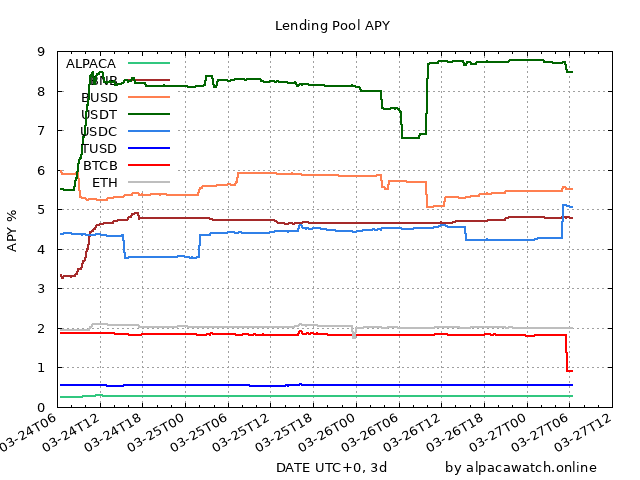 Lending Pool APY
APY %
9
8
7
6
5
4
3
2
1
0
ALPACA
BNB
BUSD
USDT
USDC
TUSD
BTCB
ETH
03-24T06
03-24T12
03-24T18
03-25T00
03-25T06
03-25T12
03-25T18
03-26T00
03-26T06
03-26T12
03-26T18
03-27T00
03-27T06
03-27T12
DATE UTC+0, 3d
by alpacawatch.online